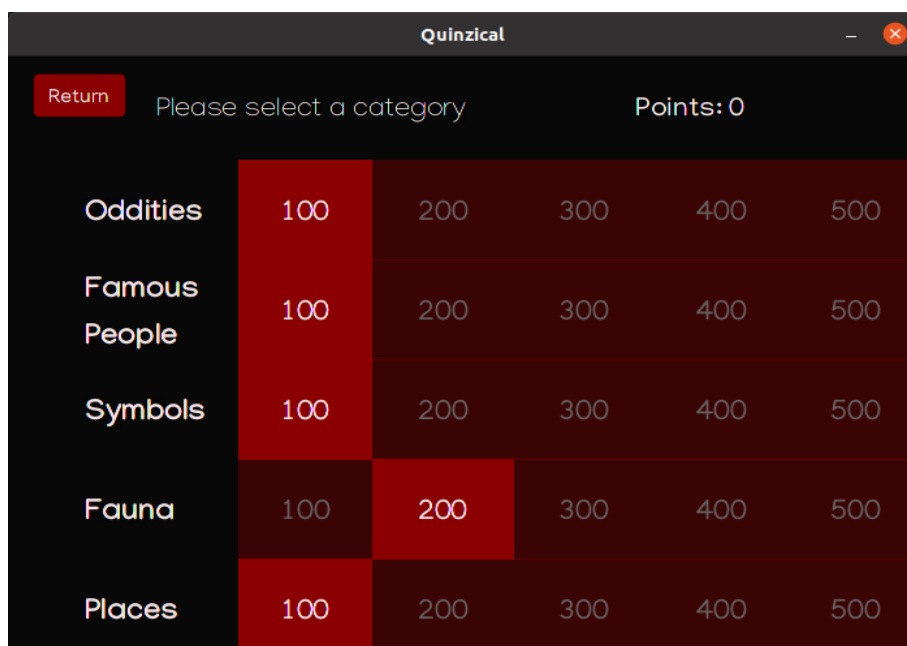 Quinzical
Return
Please select a category
Points: 0
Oddities 100 200 300 400 500
Famous
People 100 200 300 400 500
Symbols 100 200 300 400 500
Fauna 100 200 300 400 500
Places 100 200 300 400 500